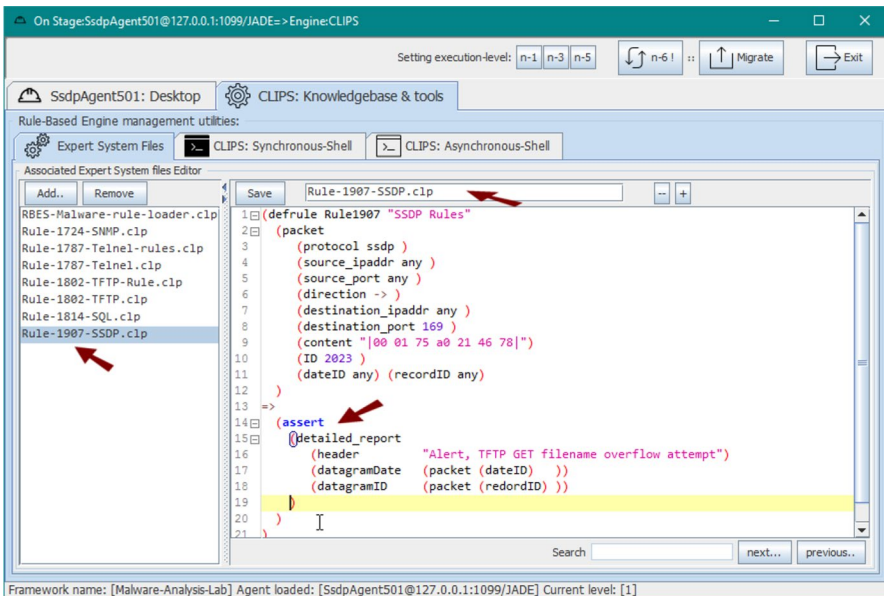 On Stage:SsdpAgent501@127.0.0.1:1099/JADE=>Engine:CLIPS
Setting execution-level: n-1 n-3 n-5 n-6 ! :: Migrate Exit
SsdpAgent501: Desktop CLIPS: Knowledgebase & tools
Rule-Based Engine management utilities:
Expert System Files CLIPS: Synchronous-Shell CLIPS: Asynchronous-Shell
Associated Expert System files Editor
Add.. Remove Save Rule-1907-SSDP.clp -- +
RBES-Malware-rule-loader.clp
Rule-1724-SNMP.clp
Rule-1787-Telnel-rules.clp
Rule-1787-Telnel.clp
Rule-1802-TFTP-Rule.clp
Rule-1802-TFTP.clp
Rule-1814-SQL.clp
Rule-1907-SSDP.clp
1 (defrule Rule1907 "SSDP Rules"
2 (packet
3 (protocol ssdp )
4 (source_ipaddr any )
5 (source_port any )
6 (direction -> )
7 (destination_ipaddr any )
8 (destination_port 169 )
9 (content "|00 01 75 a0 21 46 78|")
10 (ID 2023 )
11 (dateID any) (recordID any)
12 )
13 =>
14 (assert
15 (detailed_report
16 (header "Alert, TFTP GET filename overflow attempt")
17 (datagramDate (packet (dateID) ))
18 (datagramID (packet (redordID) ))
19 )
20 )
21 )
Search next... previous..
Framework name: [Malware-Analysis-Lab] Agent loaded: [SsdpAgent501@127.0.0.1:1099/JADE] Current level: [1]